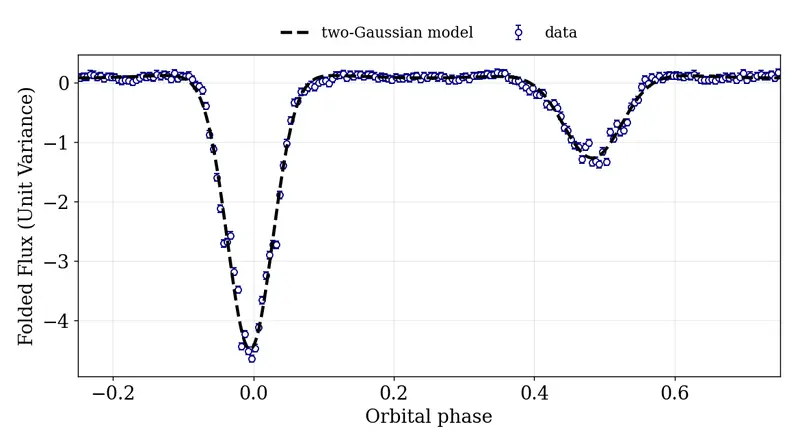 two-Gaussian model
data
Folded Flux (Unit Variance)
0
−1
−2
−3
−4
−0.2
0.0
0.2
0.4
0.6
Orbital phase